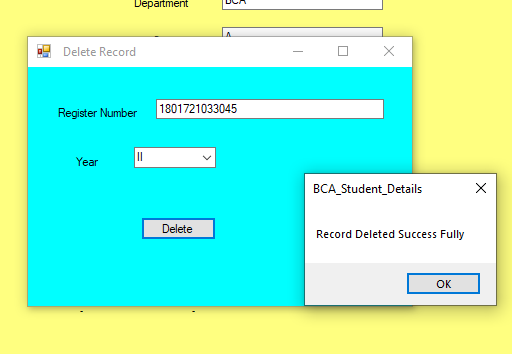 Department
BCA
A
Delete Record
Register Number
1801721033045
Year
II
Delete
BCA_Student_Details
Record Deleted Success Fully
OK